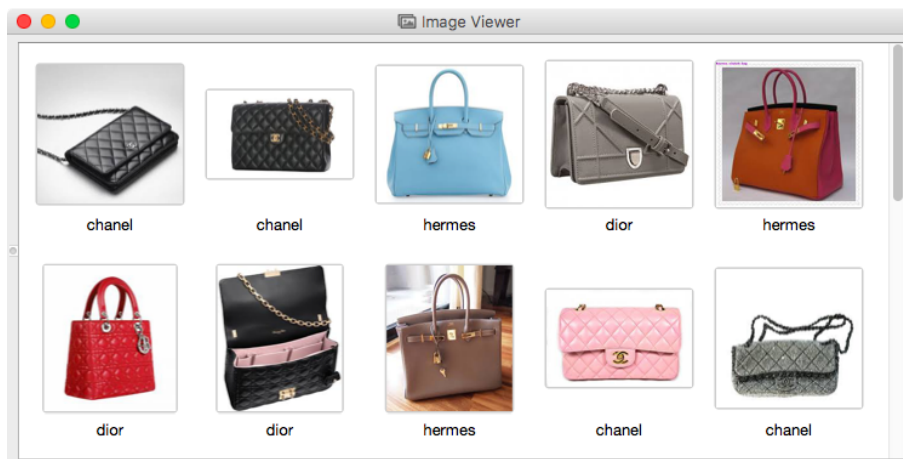 Image Viewer
chanel
chanel
hermes
dior
hermes
dior
dior
hermes
chanel
chanel